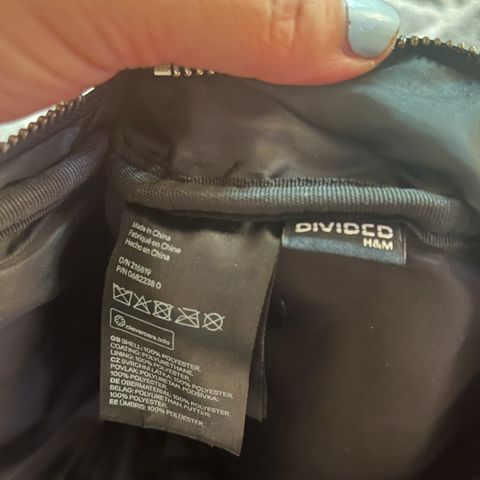 Made in China
Fabriqué en Chine
Hecho en China
O/N 215819
P/N 0682238 0
clevercare.info
GB SHELL: 100% POLYESTER.
COATING: POLYURETHANE.
LINING: 100% POLYESTER.
CZ SVRCHNÍ LÁTKA: 100% POLYESTER.
POVLAK: POLYURETAN. PODŠÍVKA:
100% POLYESTER.
DE OBERMATERIAL: 100% POLYESTER.
BELAG: POLYURETHAN. FUTTER:
100% POLYESTER.
EE ÜMBRIS: 100% POLÜESTER.
DIVIDED
H&M